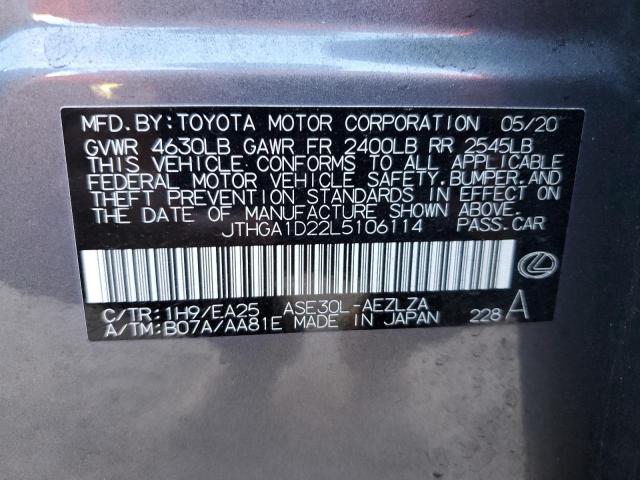 MFD. BY: TOYOTA MOTOR CORPORATION 05/20
GVWR 4630LB GAWR FR 2400LB RR 2545LB
THIS VEHICLE CONFORMS TO ALL APPLICABLE
FEDERAL MOTOR VEHICLE SAFETY, BUMPER, AND
THEFT PREVENTION STANDARDS IN EFFECT ON
THE DATE OF MANUFACTURE SHOWN ABOVE.
JTHGA1D22L5106114 PASS. CAR
C/TR: 1H9/EA25 ASE30L-AEZLZA
A/TM: B07A/AA81E MADE IN JAPAN 228 A